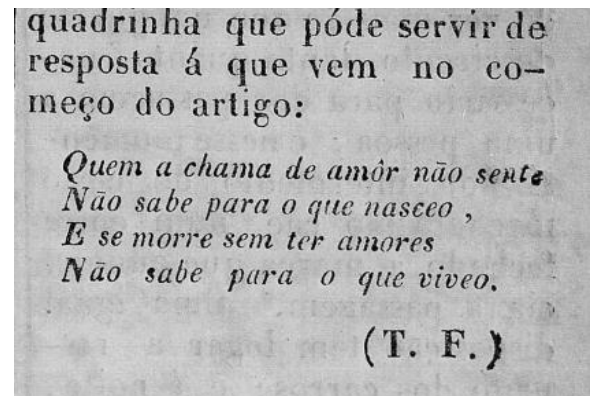 quadrinha que póde servir de
resposta á que vem no co-
meço do artigo:
Quem a chama de amôr não sente
Não sabe para o que nasceo ,
E se morre sem ter amores
Não sabe para o que viveo.
(T. F.)